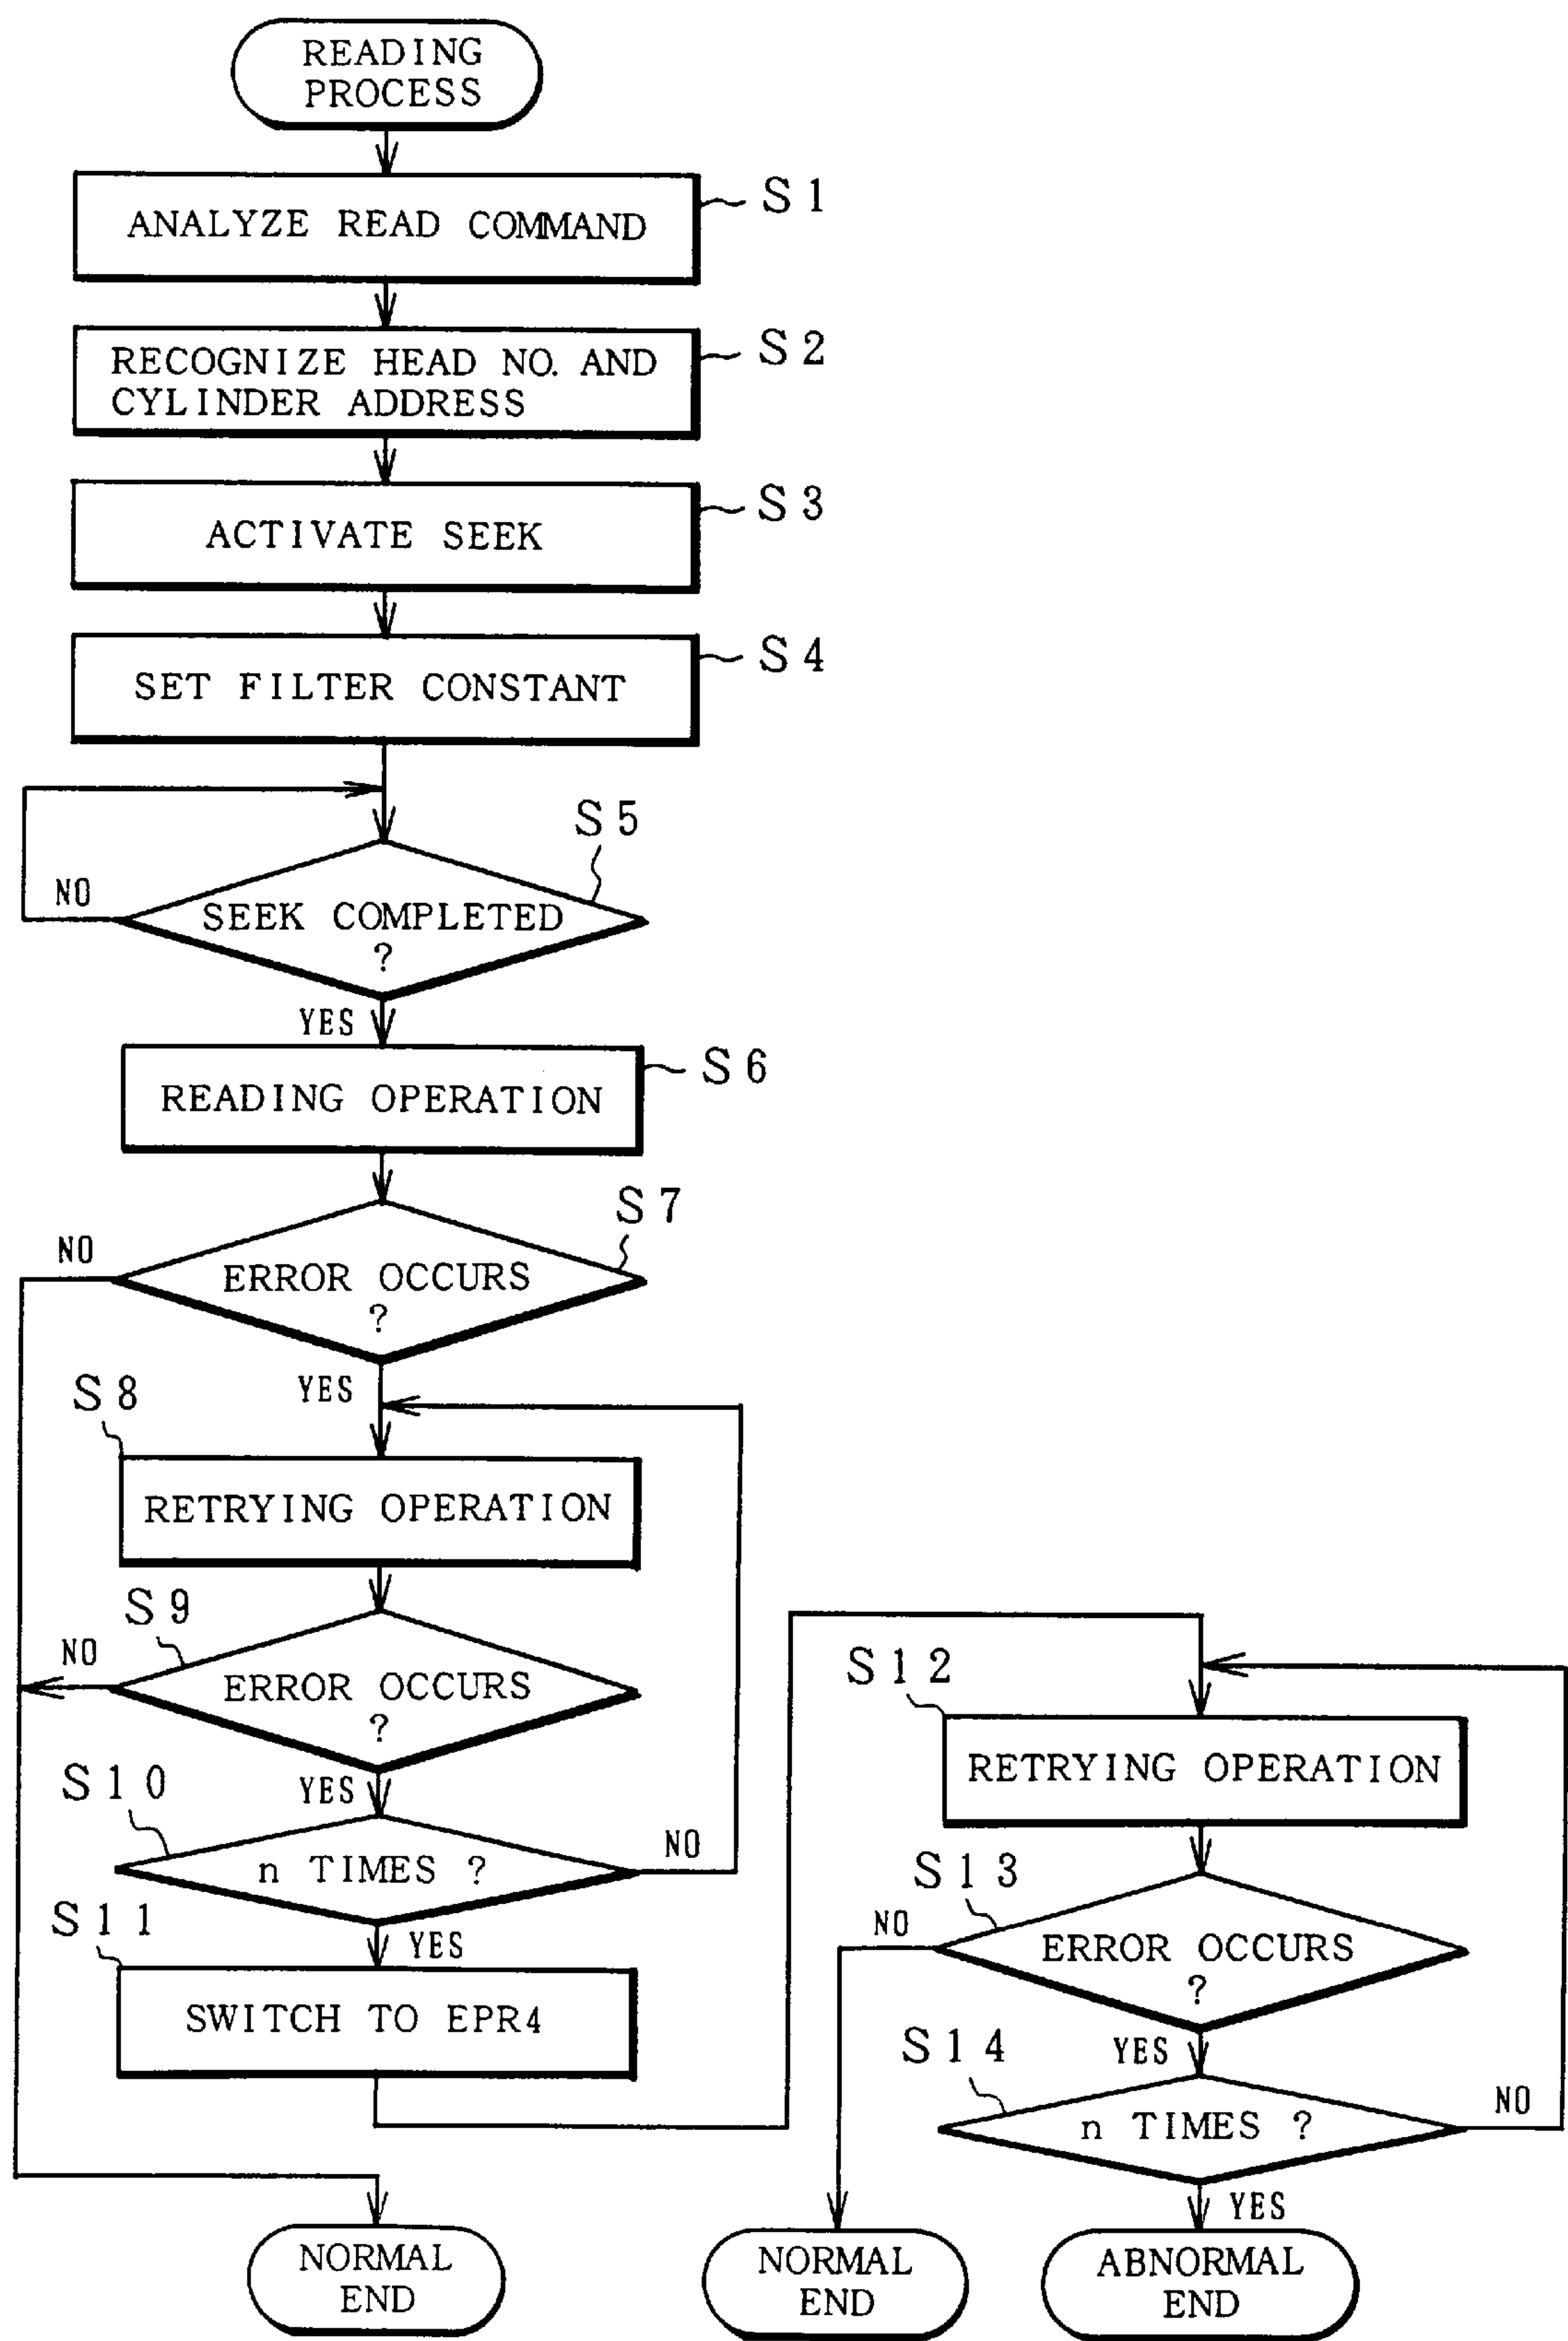 READING
PROCESS
ANALYZE READ COMMAND
S1
RECOGNIZE HEAD NO. AND
CYLINDER ADDRESS
S2
ACTIVATE SEEK
S3
SET FILTER CONSTANT
S4
S5
NO
SEEK COMPLETED
?
YES
READING OPERATION
S6
S7
NO
ERROR OCCURS
?
YES
S8
RETRYING OPERATION
S9
NO
ERROR OCCURS
?
YES
S10
n TIMES ?
NO
YES
S11
SWITCH TO EPR4
NORMAL
END
S12
RETRYING OPERATION
S13
NO
ERROR OCCURS
?
YES
S14
n TIMES ?
NO
YES
NORMAL
END
ABNORMAL
END